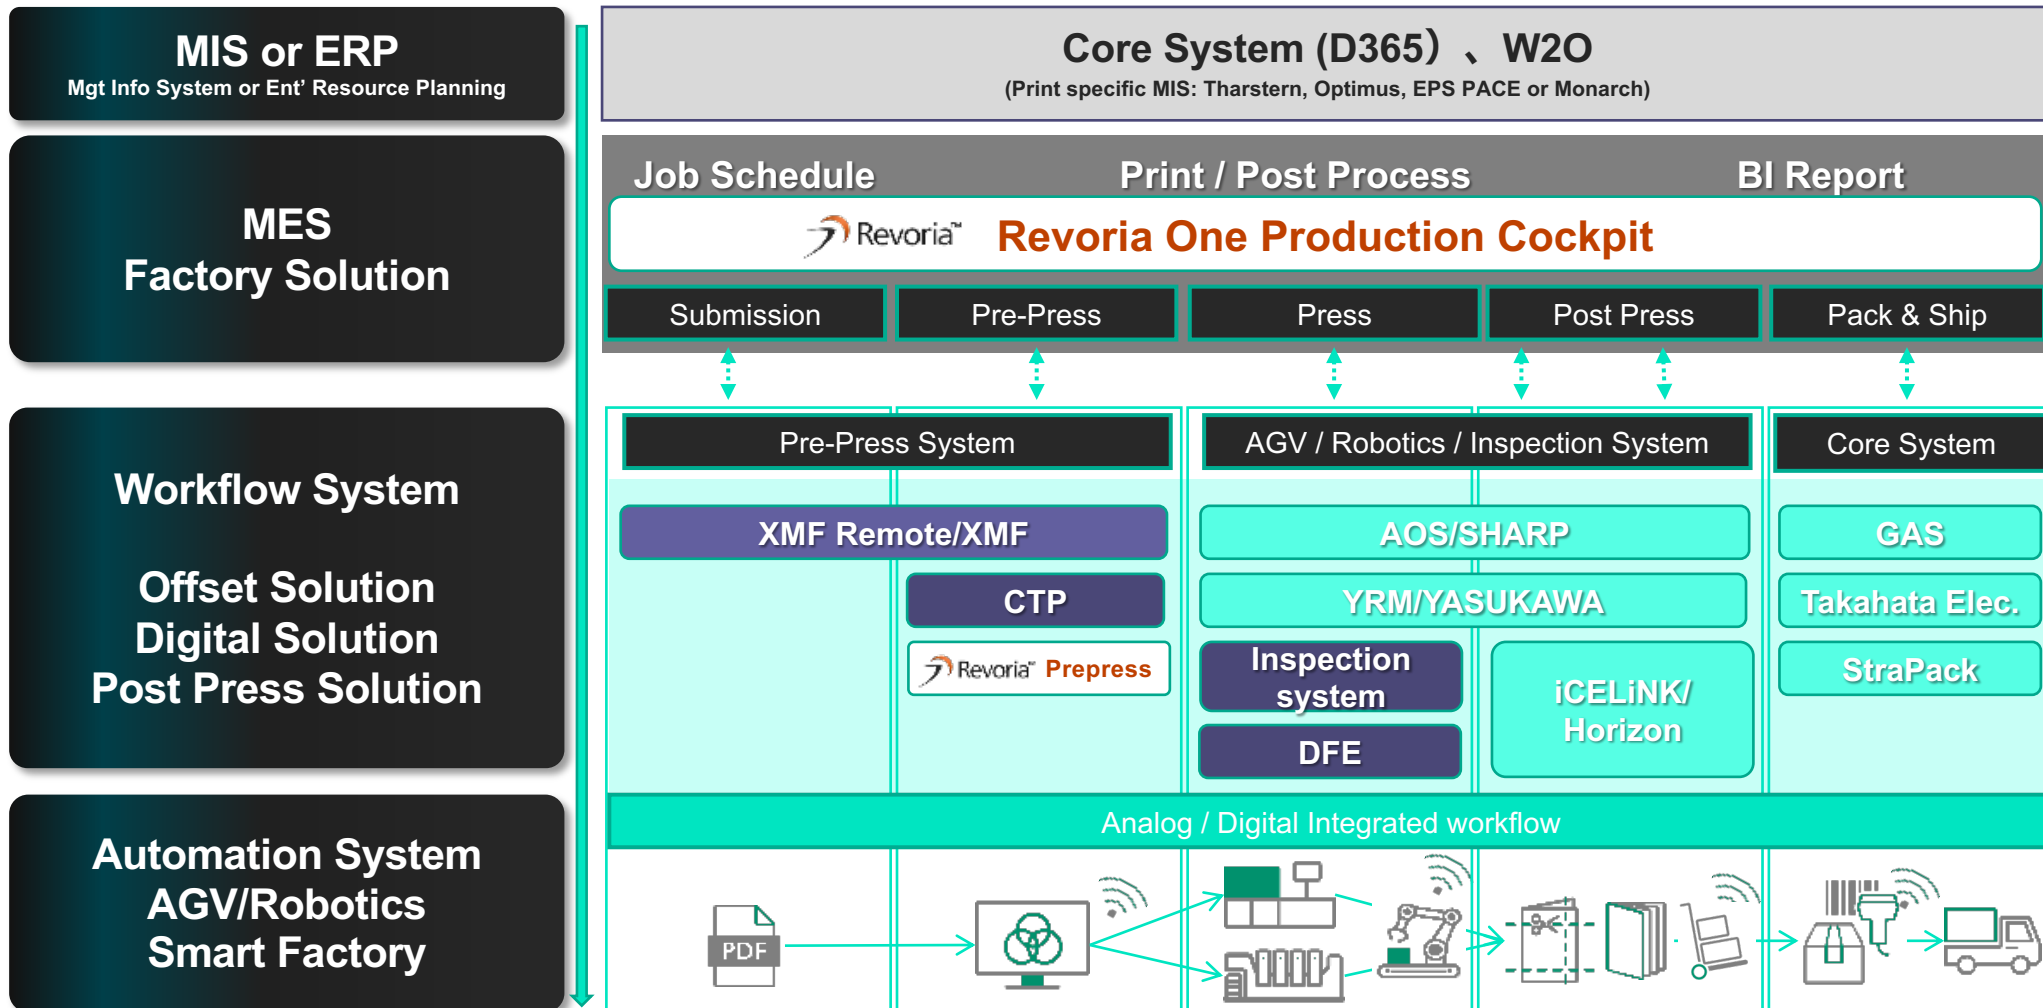 MIS or ERP
Mgt Info System or Ent’ Resource Planning
Core System (D365）、W2O
(Print specific MIS: Tharstern, Optimus, EPS PACE or Monarch)
MES
Factory Solution
Job Schedule
Print / Post Process
BI Report
Revoria™ Revoria One Production Cockpit
Submission
Pre-Press
Press
Post Press
Pack & Ship
Workflow System
Offset Solution
Digital Solution
Post Press Solution
Pre-Press System
AGV / Robotics / Inspection System
Core System
XMF Remote/XMF
AOS/SHARP
GAS
CTP
YRM/YASUKAWA
Takahata Elec.
Revoria™ Prepress
Inspection
system
iCELiNK/
Horizon
StraPack
DFE
Analog / Digital Integrated workflow
Automation System
AGV/Robotics
Smart Factory
PDF